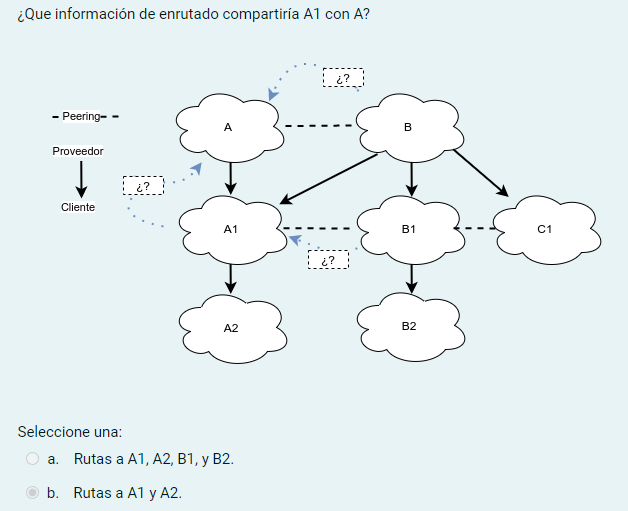 ¿Que información de enrutado compartiría A1 con A?
¿?
Peering
A
B
Proveedor
¿?
Cliente
A1
B1
C1
¿?
A2
B2
Seleccione una:
a. Rutas a A1, A2, B1, y B2.
b. Rutas a A1 y A2.